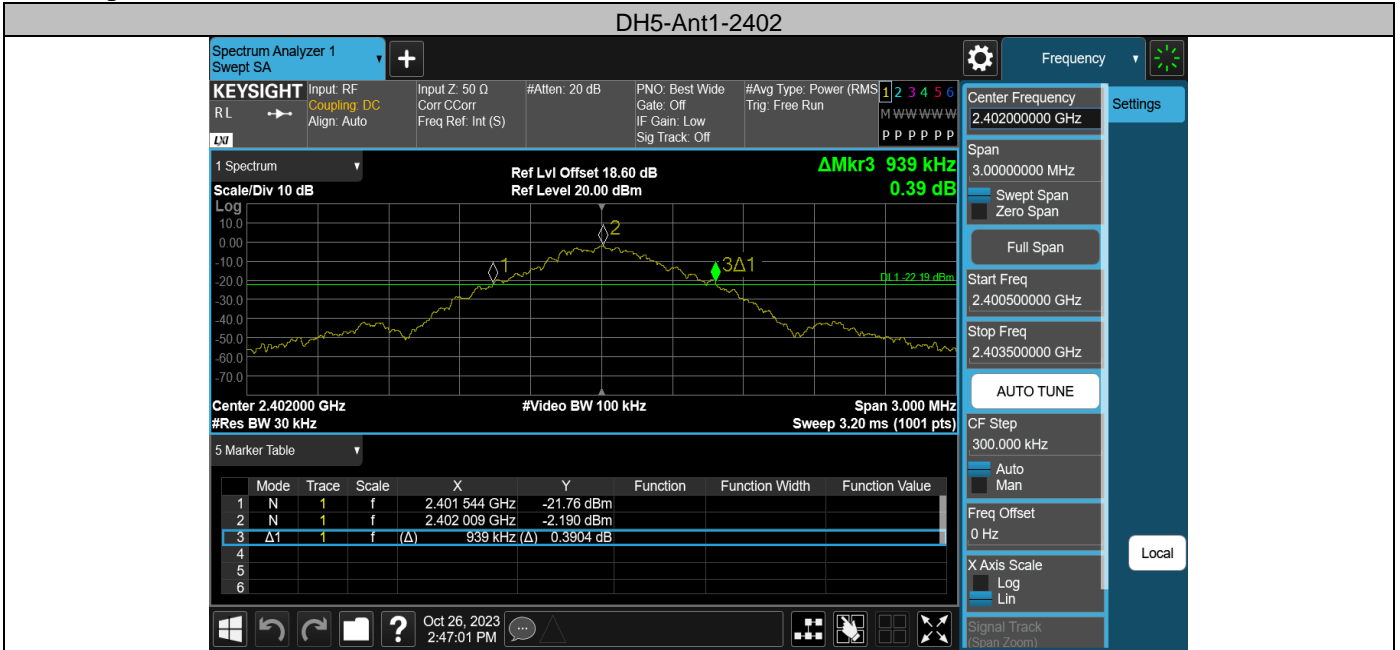 DH5-Ant1-2402
Spectrum Analyzer 1
Swept SA
Frequency
KEYSIGHT
RL
LXI
Input: RF
Coupling: DC
Align: Auto
Input Z: 50 Ω
Corr CCorr
Freq Ref: Int (S)
#Atten: 20 dB
PNO: Best Wide
Gate: Off
IF Gain: Low
Sig Track: Off
#Avg Type: Power (RMS
Trig: Free Run
1 2 3 4 5 6
M W W W W W
P P P P P P
1 Spectrum
Scale/Div 10 dB
Ref Lvl Offset 18.60 dB
Ref Level 20.00 dBm
ΔMkr3 939 kHz
0.39 dB
Log
10.0
0.00
-10.0
-20.0
-30.0
-40.0
-50.0
-60.0
-70.0
1
2
3Δ1
DL1 -22.19 dBm
Center 2.402000 GHz
#Res BW 30 kHz
#Video BW 100 kHz
Span 3.000 MHz
Sweep 3.20 ms (1001 pts)
5 Marker Table
Mode Trace Scale X Y Function Function Width Function Value
1 N 1 f 2.401 544 GHz -21.76 dBm
2 N 1 f 2.402 009 GHz -2.190 dBm
3 Δ1 1 f (Δ) 939 kHz (Δ) 0.3904 dB
4
5
6
?
Oct 26, 2023
2:47:01 PM
Center Frequency
2.402000000 GHz
Settings
Span
3.00000000 MHz
Swept Span
Zero Span
Full Span
Start Freq
2.400500000 GHz
Stop Freq
2.403500000 GHz
AUTO TUNE
CF Step
300.000 kHz
Auto
Man
Freq Offset
0 Hz
Local
X Axis Scale
Log
Lin
Signal Track
(Span Zoom)